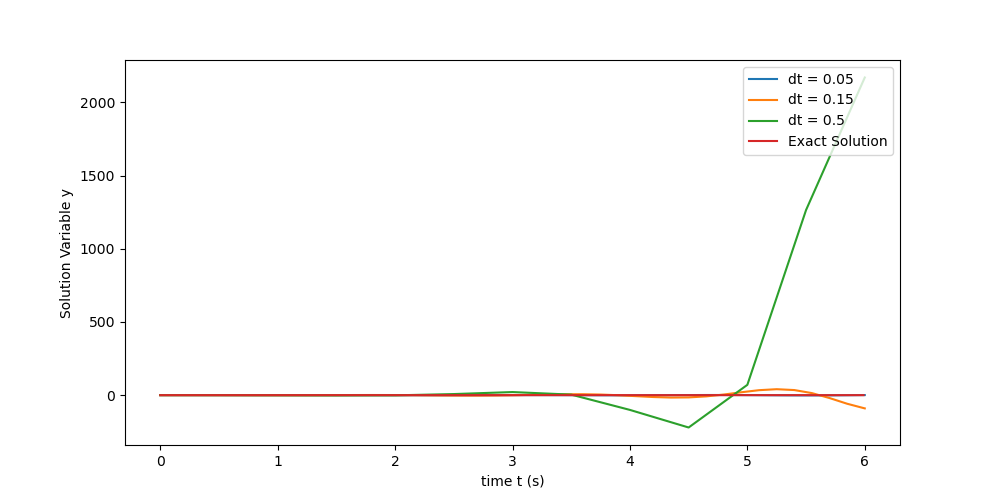 dt = 0.05
dt = 0.15
dt = 0.5
Exact Solution
2000
1500
1000
500
0
Solution Variable y
0 1 2 3 4 5 6
time t (s)